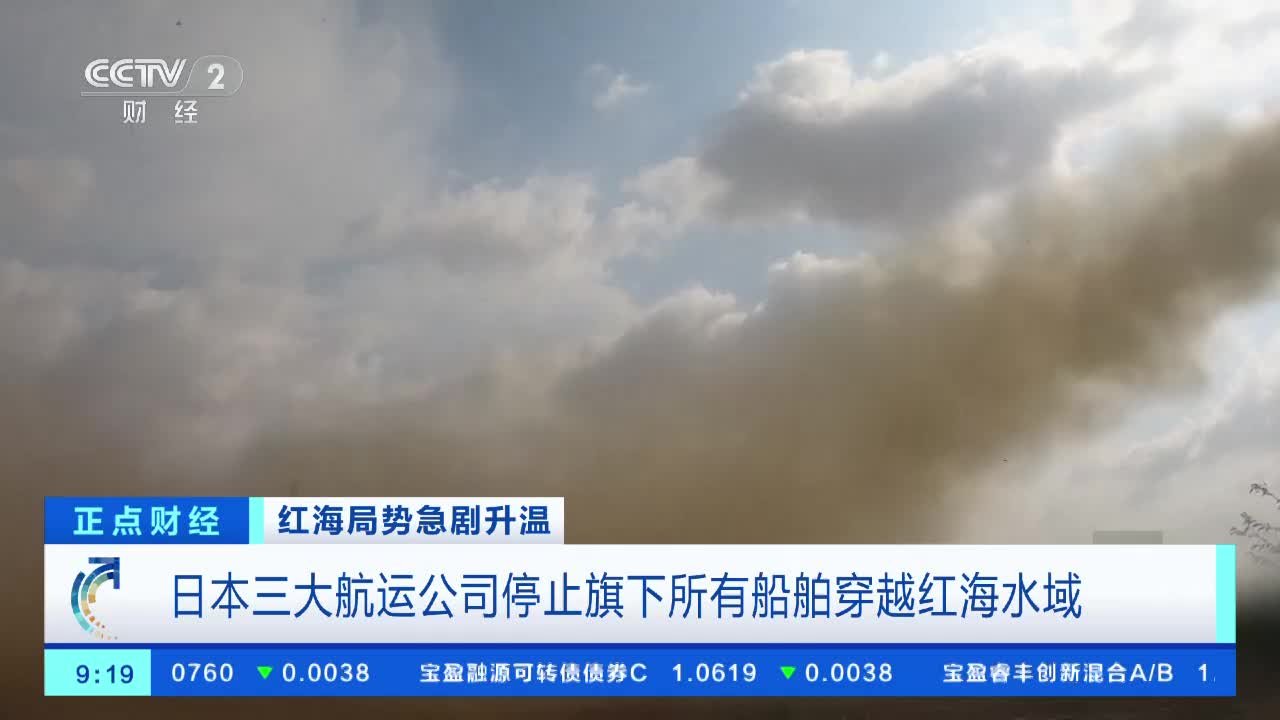 CCTV 2
财 经
正点财经 红海局势急剧升温
日本三大航运公司停止旗下所有船舶穿越红海水域
9:19 0760 ▼ 0.0038 宝盈融源可转债债券C 1.0619 ▼ 0.0038 宝盈睿丰创新混合A/B 1.